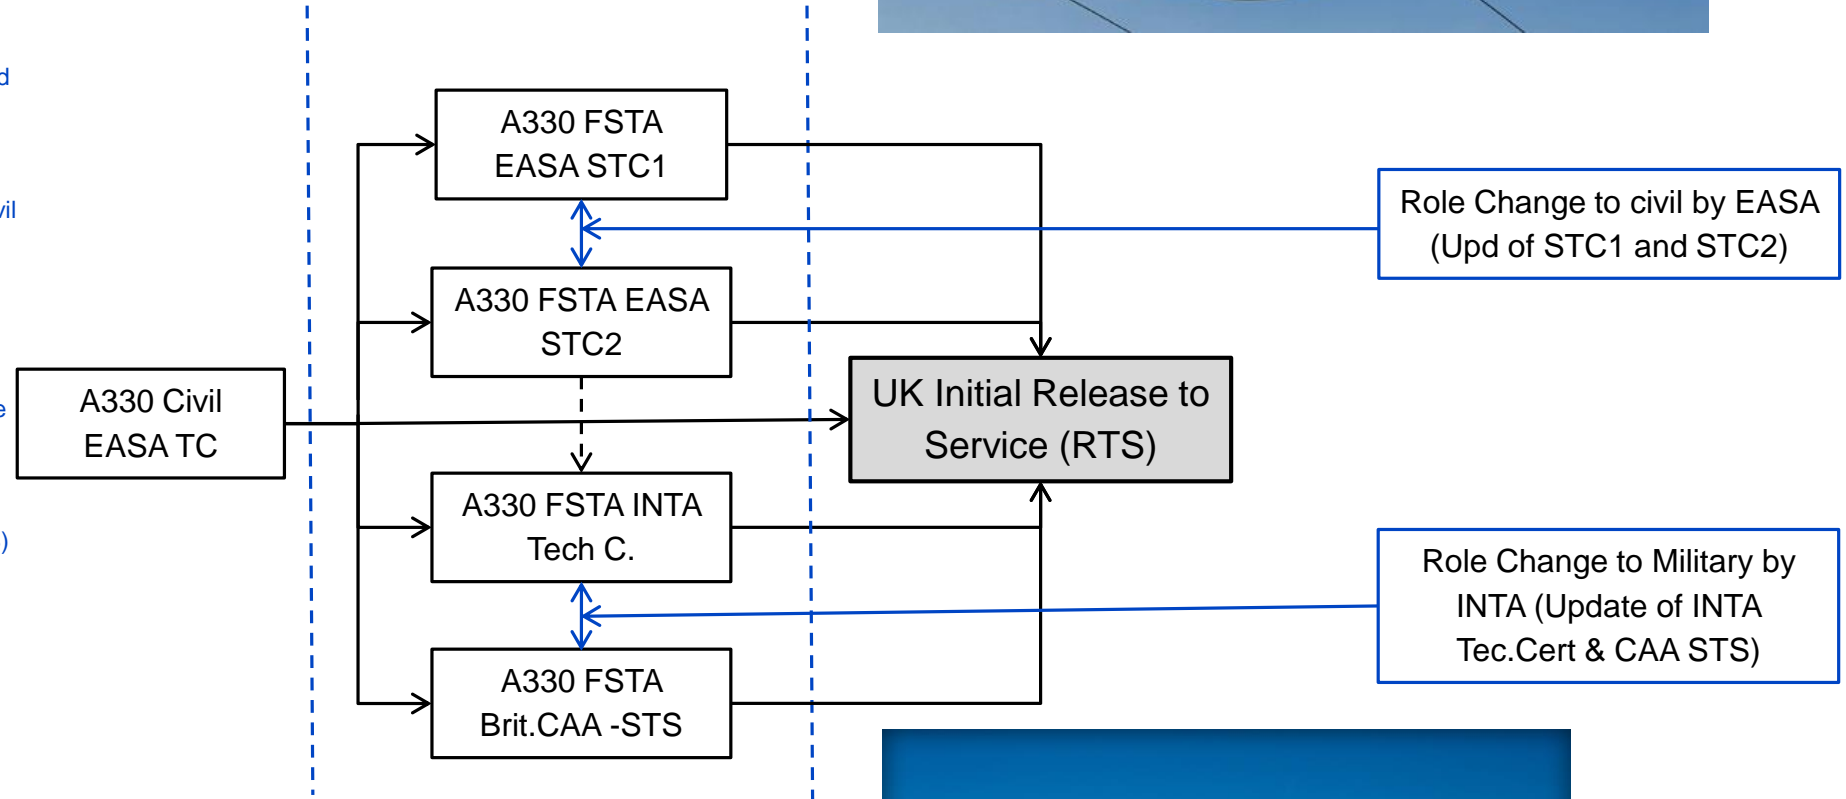 A330 FSTA
EASA STC1
Role Change to civil by EASA
(Upd of STC1 and STC2)
A330 FSTA EASA
STC2
A330 Civil
EASA TC
UK Initial Release to
Service (RTS)
A330 FSTA INTA
Tech C.
Role Change to Military by
INTA (Update of INTA
Tec.Cert & CAA STS)
A330 FSTA
Brit.CAA -STS